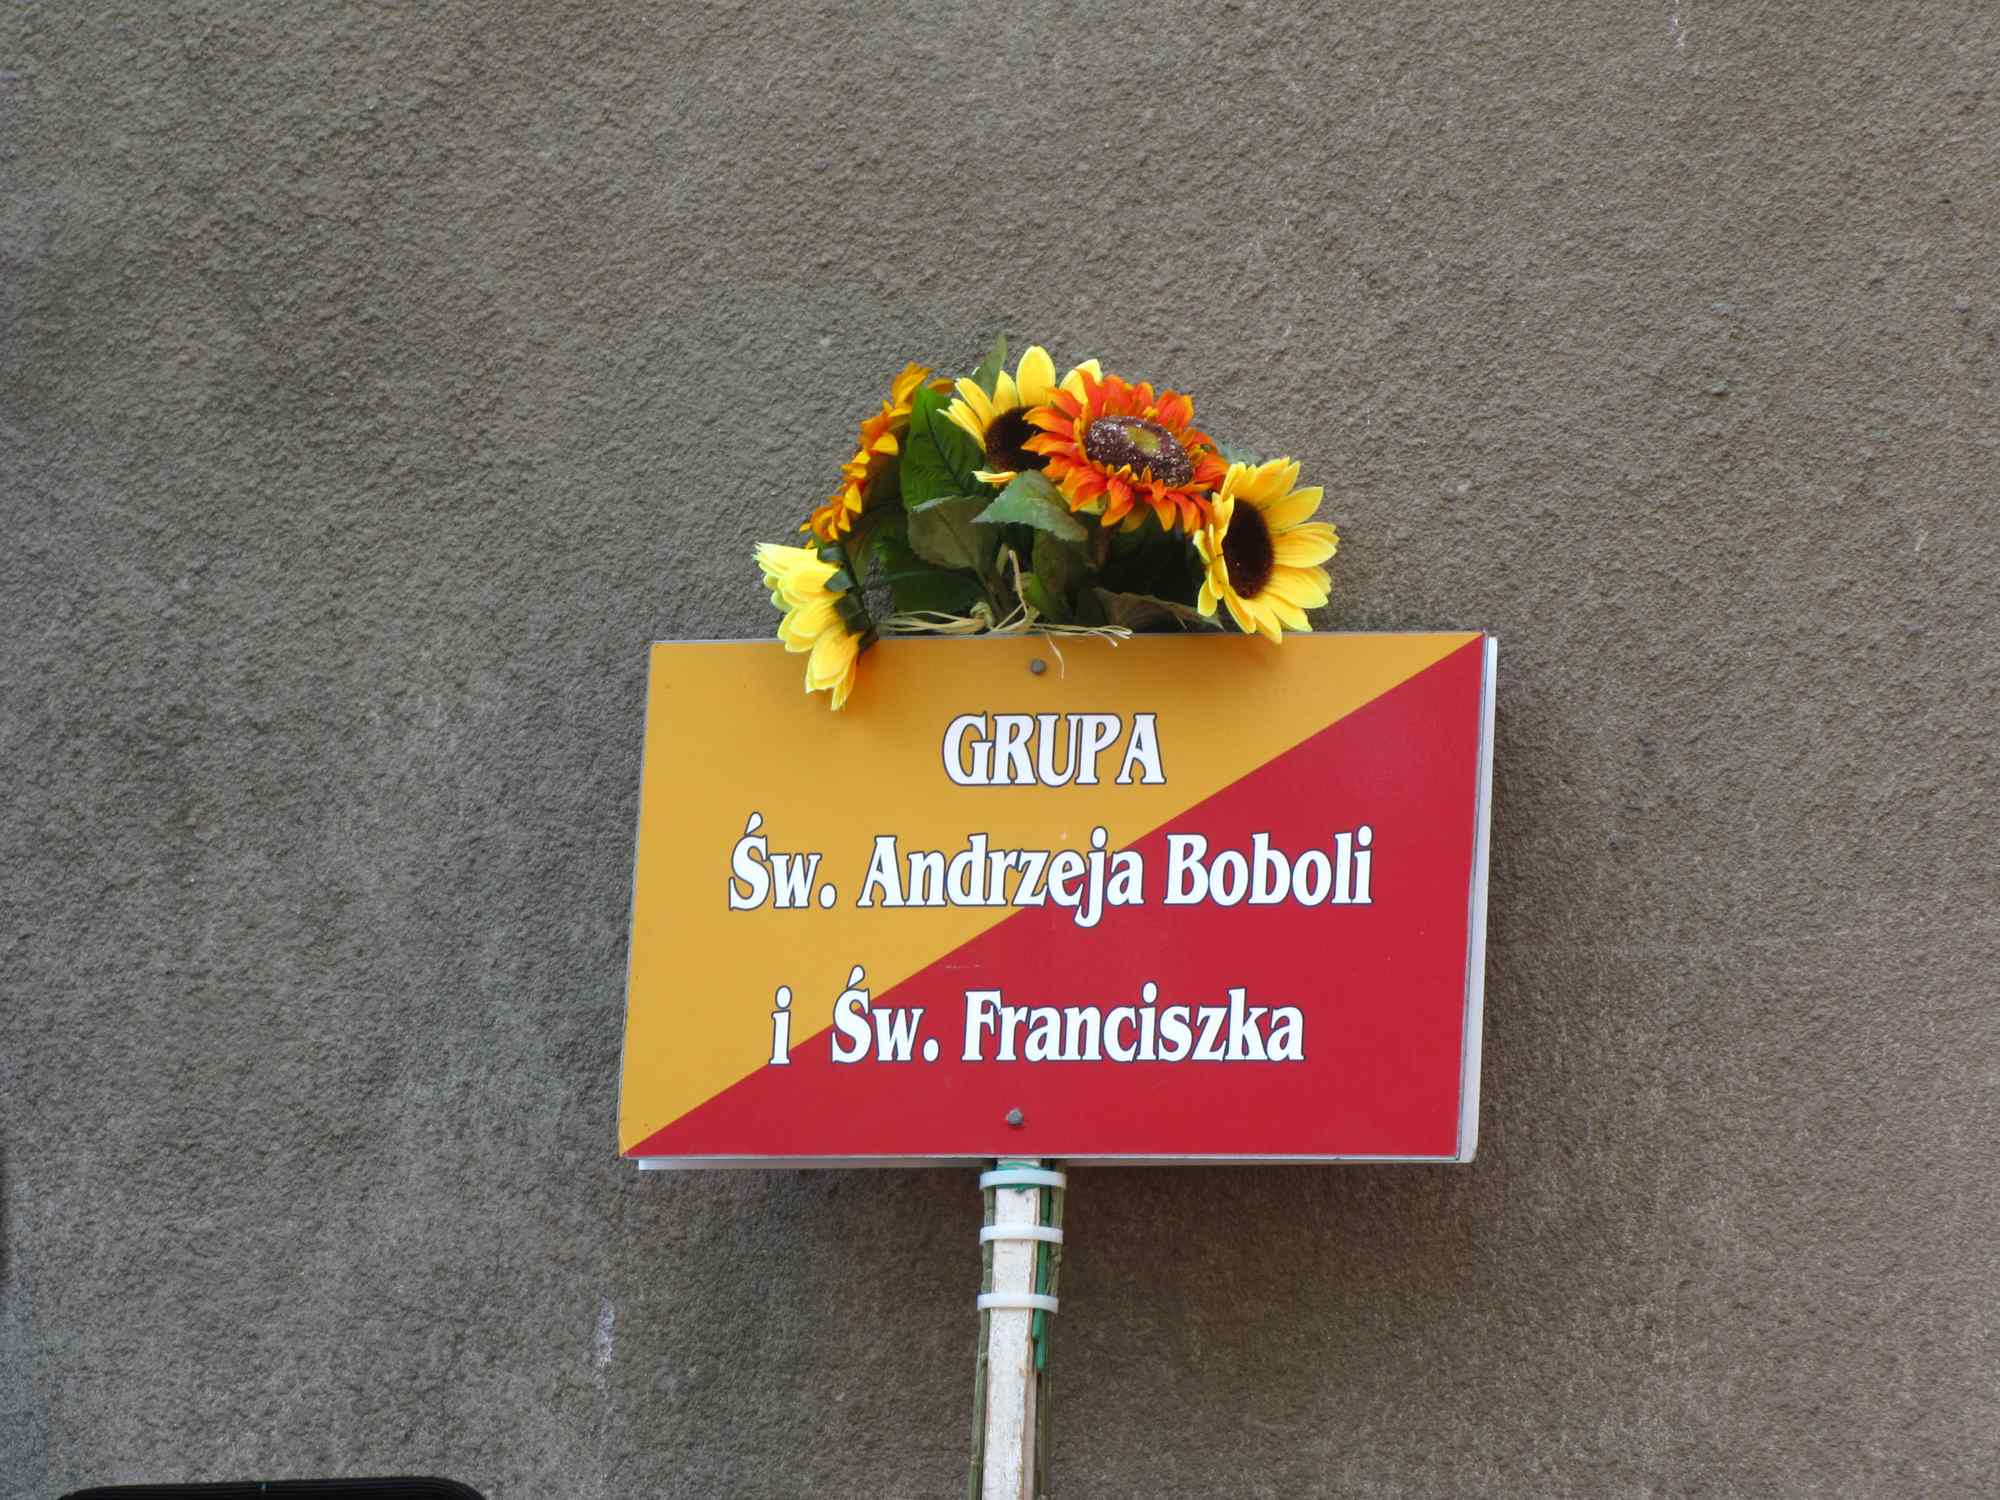 GRUPA
Św. Andrzeja Boboli
i Św. Franciszka